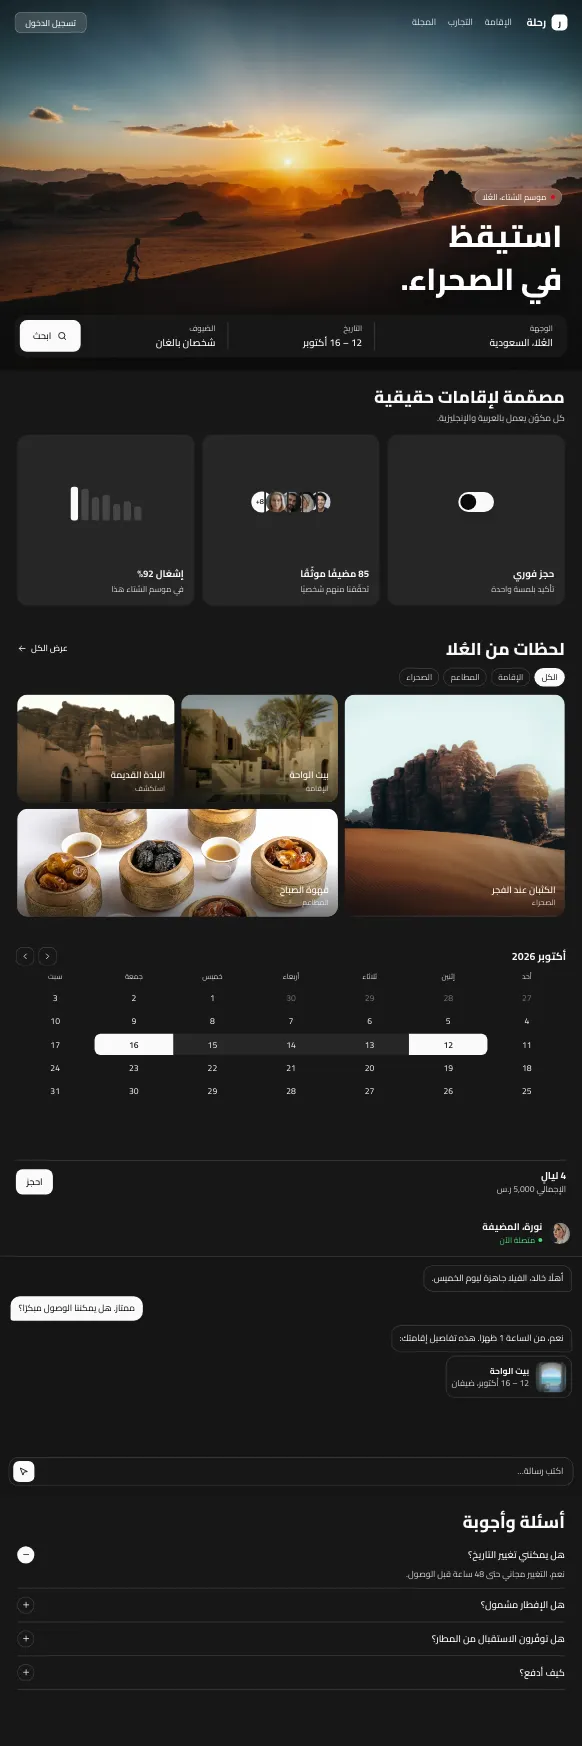 ر رحلة الإقامة التجارب المجلة تسجيل الدخول
موسم الشتاء، العُلا
استيقظ
في الصحراء.
الوجهة التاريخ الضيوف
العُلا، السعودية 12 – 16 أكتوبر شخصان بالغان ابحث
مصمّمة لإقامات حقيقية
كل مكوّن يعمل بالعربية والإنجليزية.
+8
حجز فوري 85 مضيفًا موثّقًا إشغال 92%
تأكيد بلمسة واحدة تحقّقنا منهم شخصيًا في موسم الشتاء هذا
لحظات من العُلا عرض الكل ←
الكل الإقامة المطاعم الصحراء
بيت الواحة البلدة القديمة
الإقامة استكشف
الكثبان عند الفجر قهوة الصباح
الصحراء المطاعم
أكتوبر 2026
أحد إثنين ثلاثاء أربعاء خميس جمعة سبت
27 28 29 30 1 2 3
4 5 6 7 8 9 10
11 12 13 14 15 16 17
18 19 20 21 22 23 24
25 26 27 28 29 30 31
4 ليالٍ احجز
الإجمالي 5,000 ر.س
نورة، المضيفة
متصلة الآن
أهلًا خالد، الفيلا جاهزة ليوم الخميس.
ممتاز. هل يمكننا الوصول مبكرًا؟
نعم، من الساعة 1 ظهرًا. هذه تفاصيل إقامتك:
بيت الواحة
12 – 16 أكتوبر، ضيفان
اكتب رسالة...
أسئلة وأجوبة
هل يمكنني تغيير التاريخ؟
نعم، التغيير مجاني حتى 48 ساعة قبل الوصول.
هل الإفطار مشمول؟
هل توفّرون الاستقبال من المطار؟
كيف أدفع؟